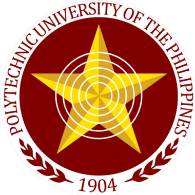 POLYTECHNIC UNIVERSITY OF THE PHILIPPINES
1904